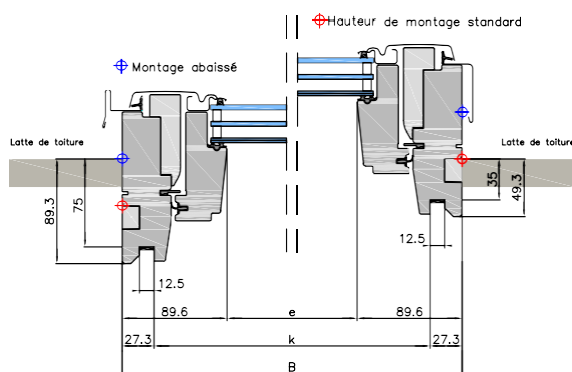 Hauteur de montage standard
Montage abaissé
Latte de toiture
Latte de toiture
89.3
75
35
49.3
12.5
12.5
89.6
e
89.6
27.3
k
27.3
B